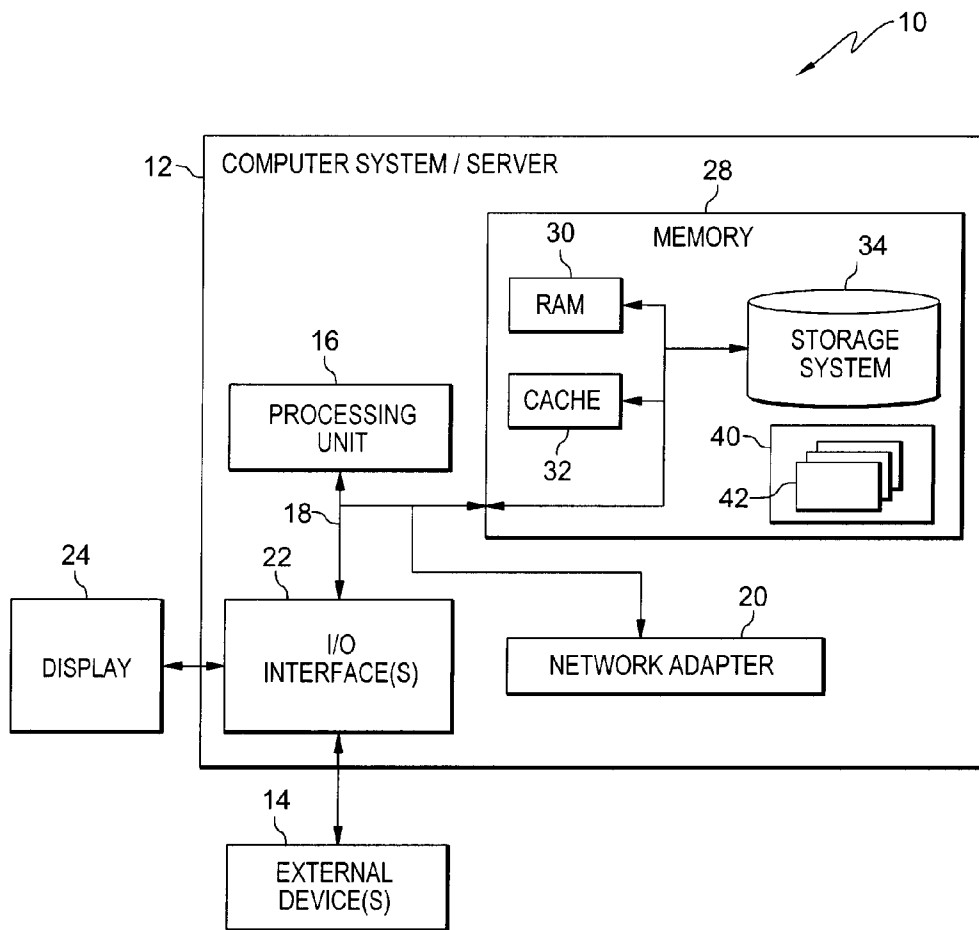 10
12
COMPUTER SYSTEM / SERVER
28
MEMORY
30
RAM
34
STORAGE
SYSTEM
16
PROCESSING
UNIT
CACHE
32
40
42
18
22
24
I/O
INTERFACE(S)
DISPLAY
20
NETWORK ADAPTER
14
EXTERNAL
DEVICE(S)